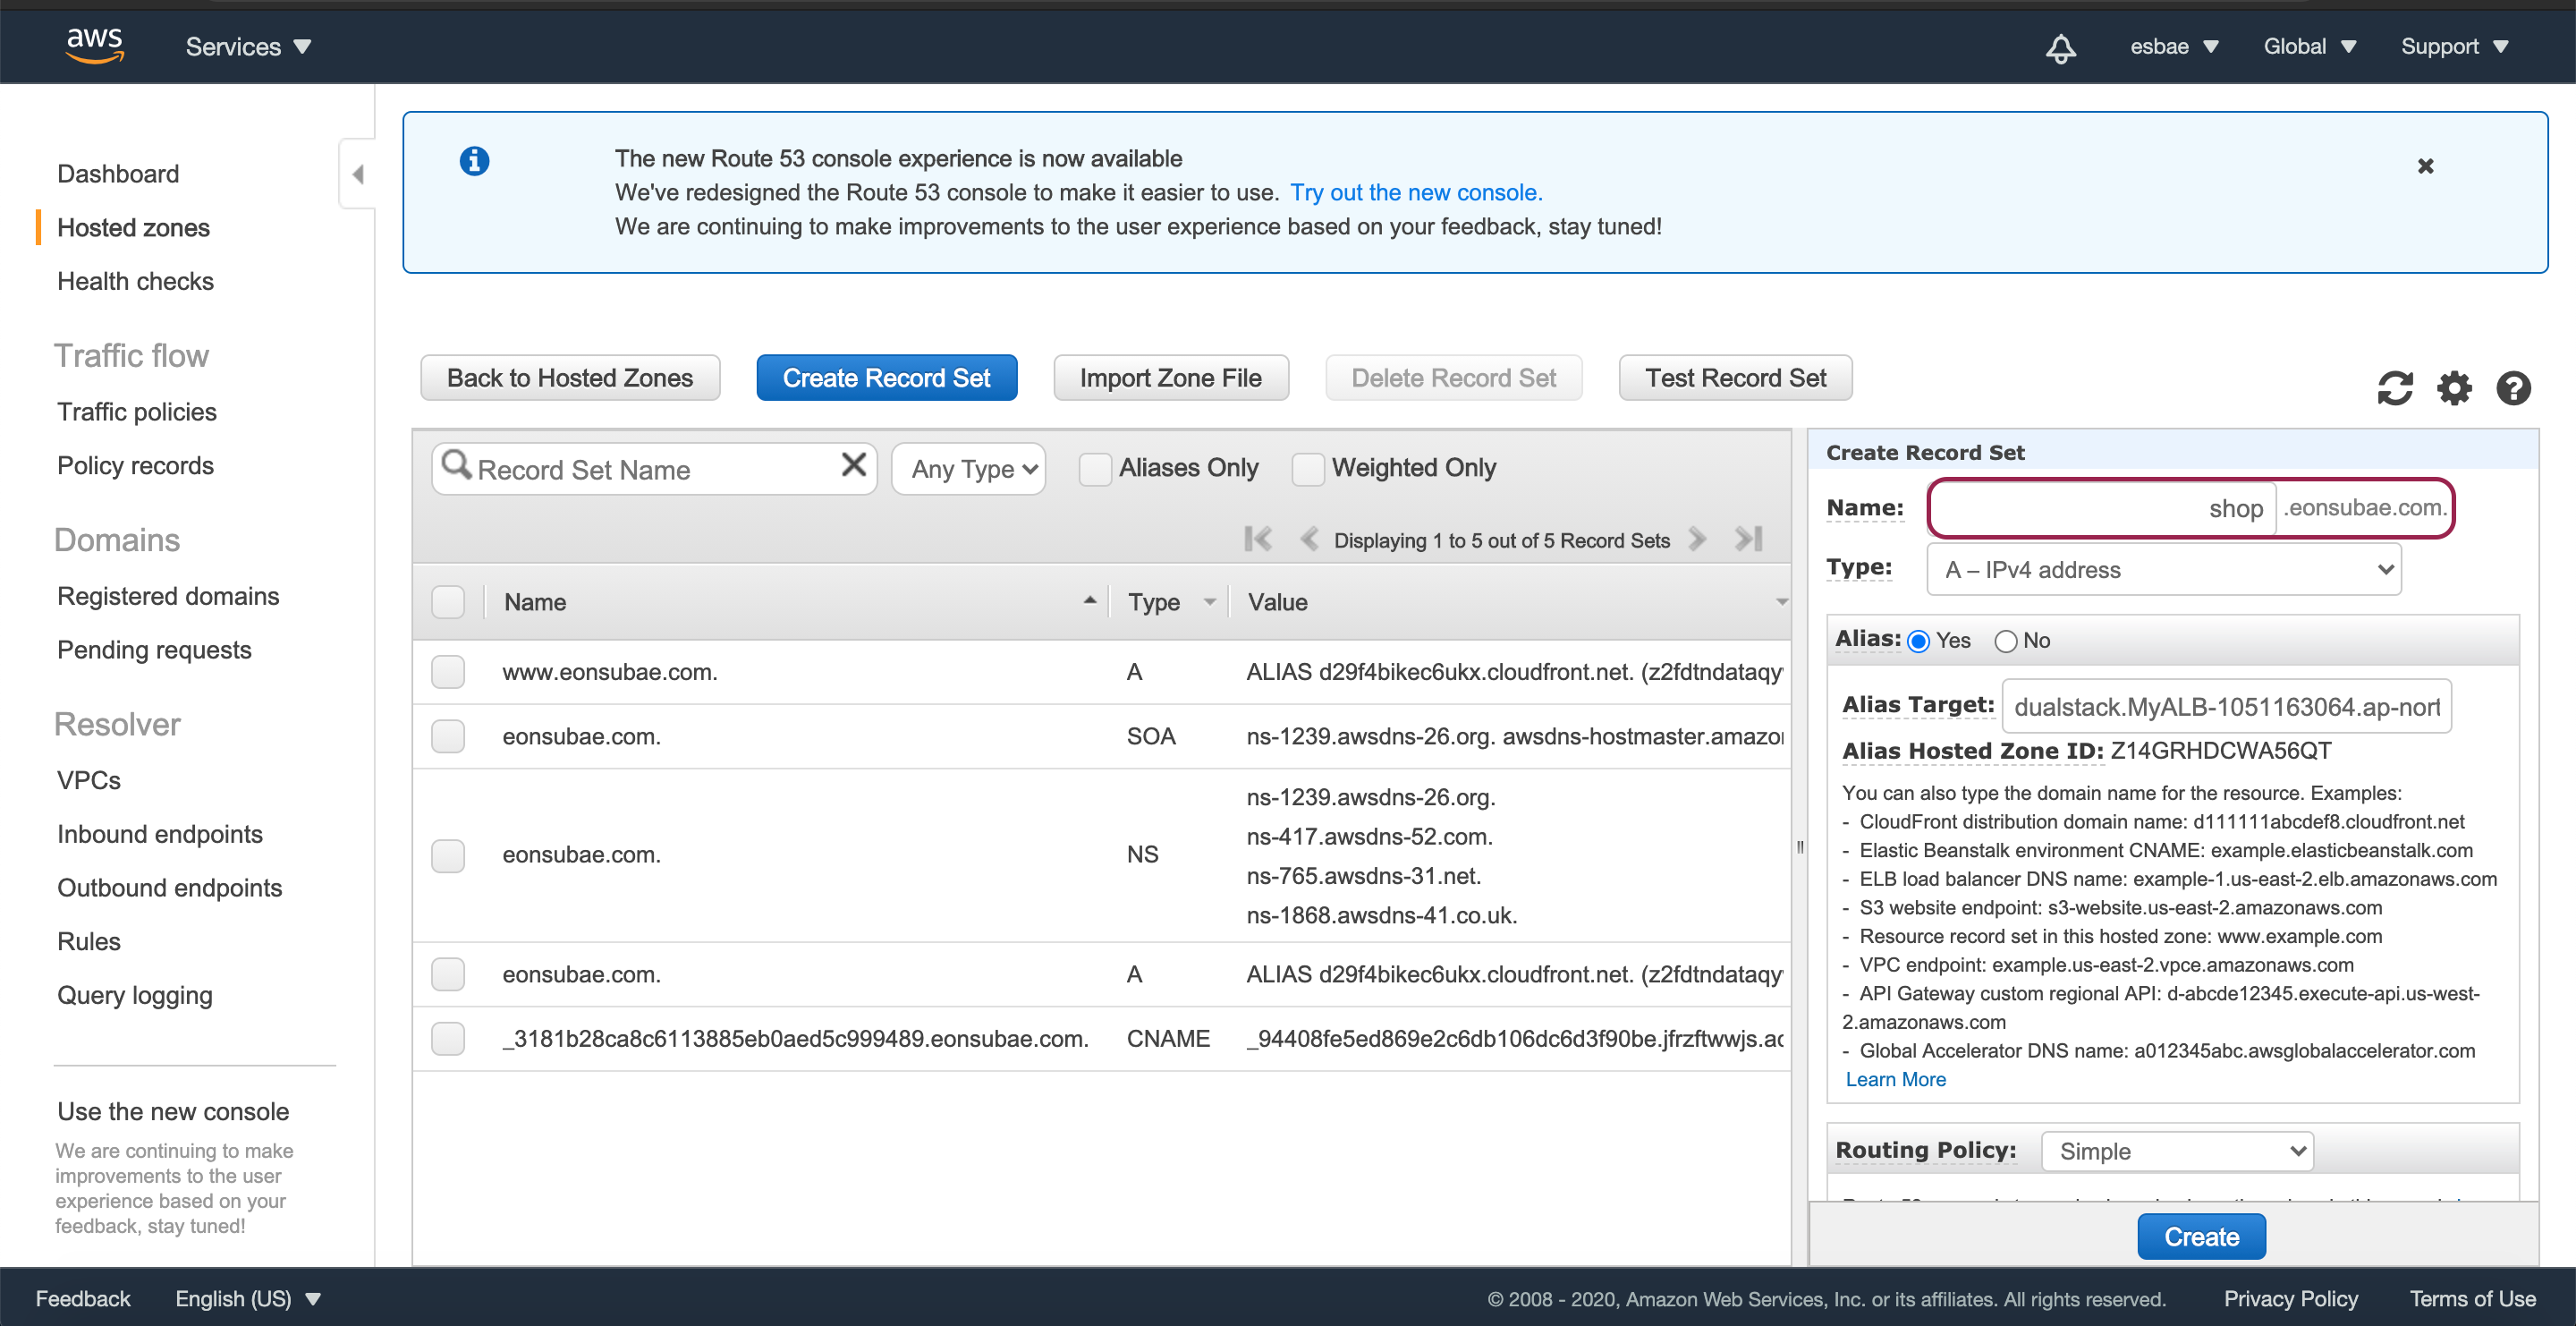 aws
Services
esbae
Global
Support
Dashboard
Hosted zones
Health checks
Traffic flow
Traffic policies
Policy records
Domains
Registered domains
Pending requests
Resolver
VPCs
Inbound endpoints
Outbound endpoints
Rules
Query logging
Use the new console
We are continuing to make
improvements to the user
experience based on your
feedback, stay tuned!
The new Route 53 console experience is now available
We've redesigned the Route 53 console to make it easier to use. Try out the new console.
We are continuing to make improvements to the user experience based on your feedback, stay tuned!
Back to Hosted Zones
Create Record Set
Import Zone File
Delete Record Set
Test Record Set
Record Set Name
Any Type
Aliases Only
Weighted Only
Displaying 1 to 5 out of 5 Record Sets
Name Type Value
www.eonsubae.com. A ALIAS d29f4bikec6ukx.cloudfront.net. (z2fdtndataqy
eonsubae.com. SOA ns-1239.awsdns-26.org. awsdns-hostmaster.amazo
eonsubae.com. NS ns-1239.awsdns-26.org.
ns-417.awsdns-52.com.
ns-765.awsdns-31.net.
ns-1868.awsdns-41.co.uk.
eonsubae.com. A ALIAS d29f4bikec6ukx.cloudfront.net. (z2fdtndataqy
_3181b28ca8c6113885eb0aed5c999489.eonsubae.com. CNAME _94408fe5ed869e2c6db106dc6d3f90be.jfrzftwwjs.ac
Create Record Set
Name: shop .eonsubae.com.
Type: A – IPv4 address
Alias: Yes No
Alias Target: dualstack.MyALB-1051163064.ap-nort
Alias Hosted Zone ID: Z14GRHDCWA56QT
You can also type the domain name for the resource. Examples:
- CloudFront distribution domain name: d111111abcdef8.cloudfront.net
- Elastic Beanstalk environment CNAME: example.elasticbeanstalk.com
- ELB load balancer DNS name: example-1.us-east-2.elb.amazonaws.com
- S3 website endpoint: s3-website.us-east-2.amazonaws.com
- Resource record set in this hosted zone: www.example.com
- VPC endpoint: example.us-east-2.vpce.amazonaws.com
- API Gateway custom regional API: d-abcde12345.execute-api.us-west-
2.amazonaws.com
- Global Accelerator DNS name: a012345abc.awsglobalaccelerator.com
Learn More
Routing Policy: Simple
Create
Feedback
English (US)
© 2008 - 2020, Amazon Web Services, Inc. or its affiliates. All rights reserved.
Privacy Policy
Terms of Use